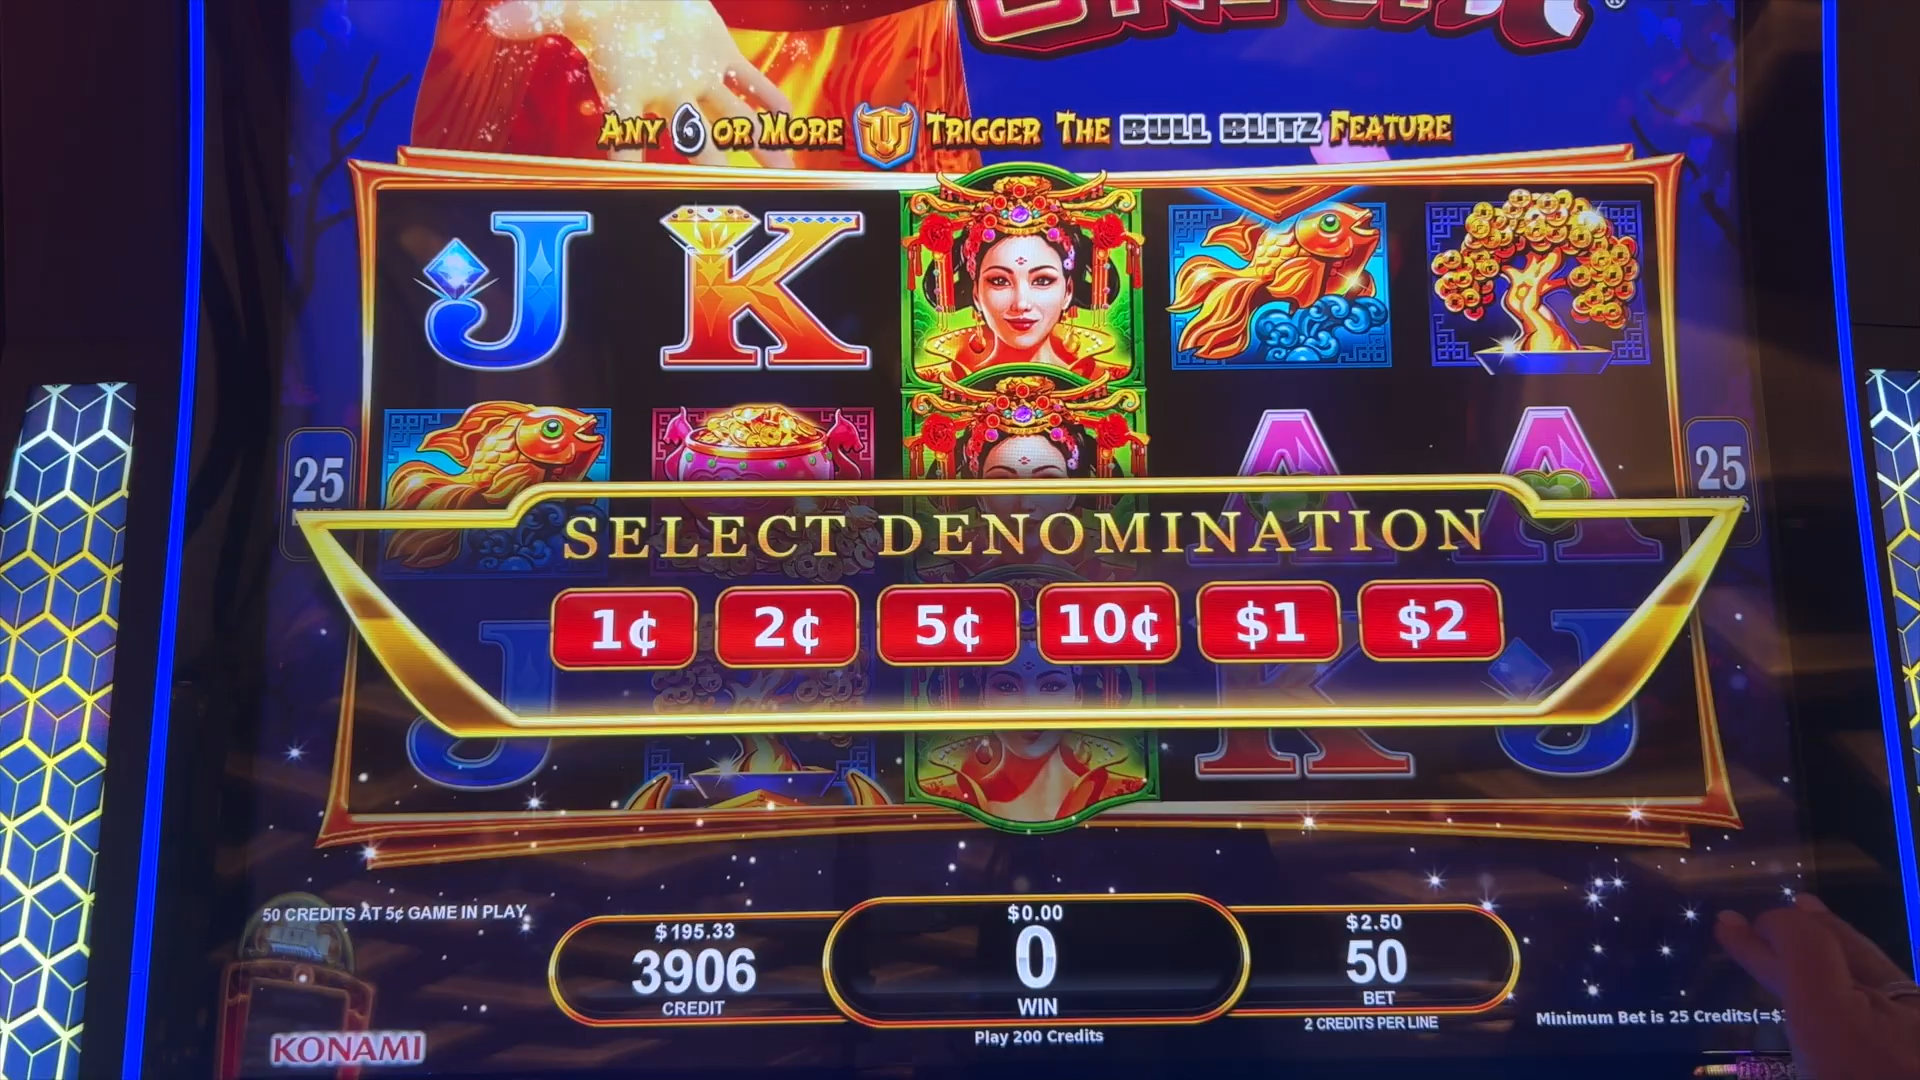 ANY 6 OR MORE TRIGGER THE BULL BLITZ FEATURE
J K
25 A A 25
SELECT DENOMINATION
1¢ 2¢ 5¢ 10¢ $1 $2
J K J
50 CREDITS AT 5¢ GAME IN PLAY
$195.33
3906
CREDIT
$0.00
0
WIN
Play 200 Credits
$2.50
50
BET
2 CREDITS PER LINE
Minimum Bet is 25 Credits(=$
KONAMI